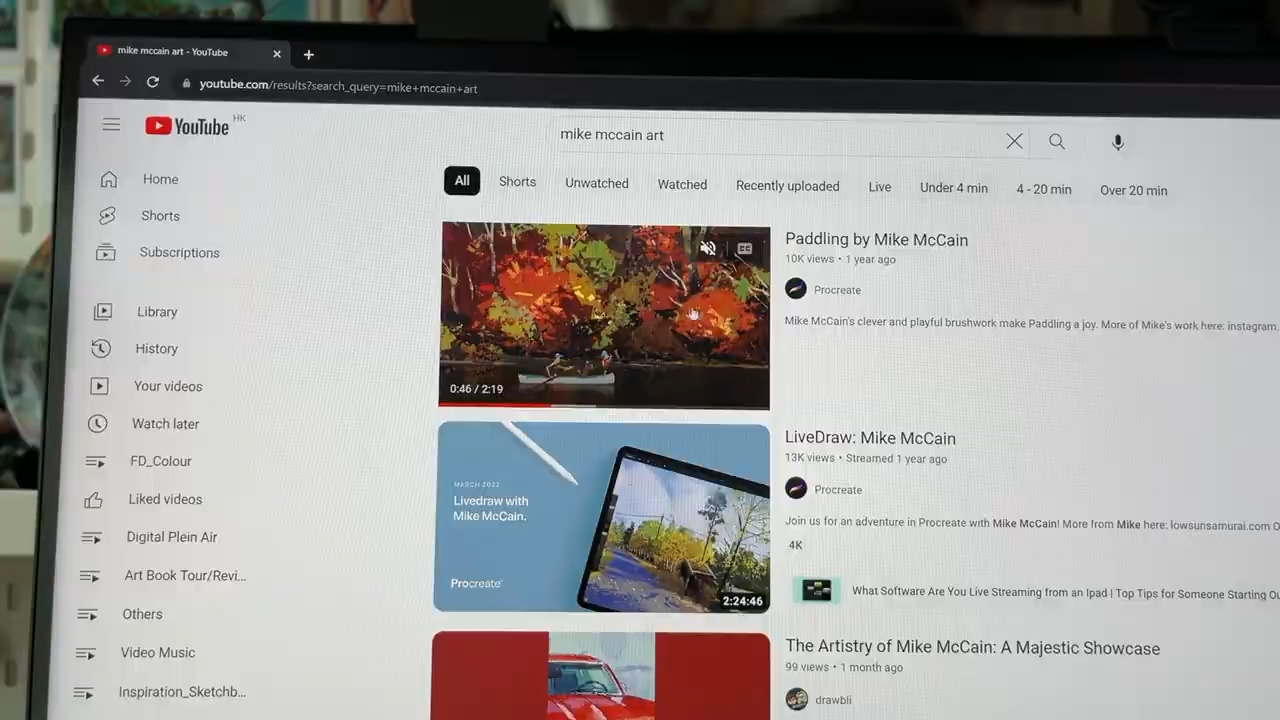 mike mccain art - YouTube
youtube.com/results?search_query=mike+mccain+art
YouTube HK
mike mccain art
Home
Shorts
Subscriptions
Library
History
Your videos
Watch later
FD_Colour
Liked videos
Digital Plein Air
Art Book Tour/Revi...
Others
Video Music
Inspiration_Sketchb...
All
Shorts
Unwatched
Watched
Recently uploaded
Live
Under 4 min
4 - 20 min
Over 20 min
CC
0:46 / 2:19
Paddling by Mike McCain
10K views • 1 year ago
Procreate
Mike McCain's clever and playful brushwork make Paddling a joy. More of Mike's work here: instagram.
MARCH 2022
Livedraw with
Mike McCain.
Procreate
2:24:46
LiveDraw: Mike McCain
13K views • Streamed 1 year ago
Procreate
Join us for an adventure in Procreate with Mike McCain! More from Mike here: lowsunsamurai.com
4K
What Software Are You Live Streaming from an Ipad | Top Tips for Someone Starting
The Artistry of Mike McCain: A Majestic Showcase
99 views • 1 month ago
drawbli